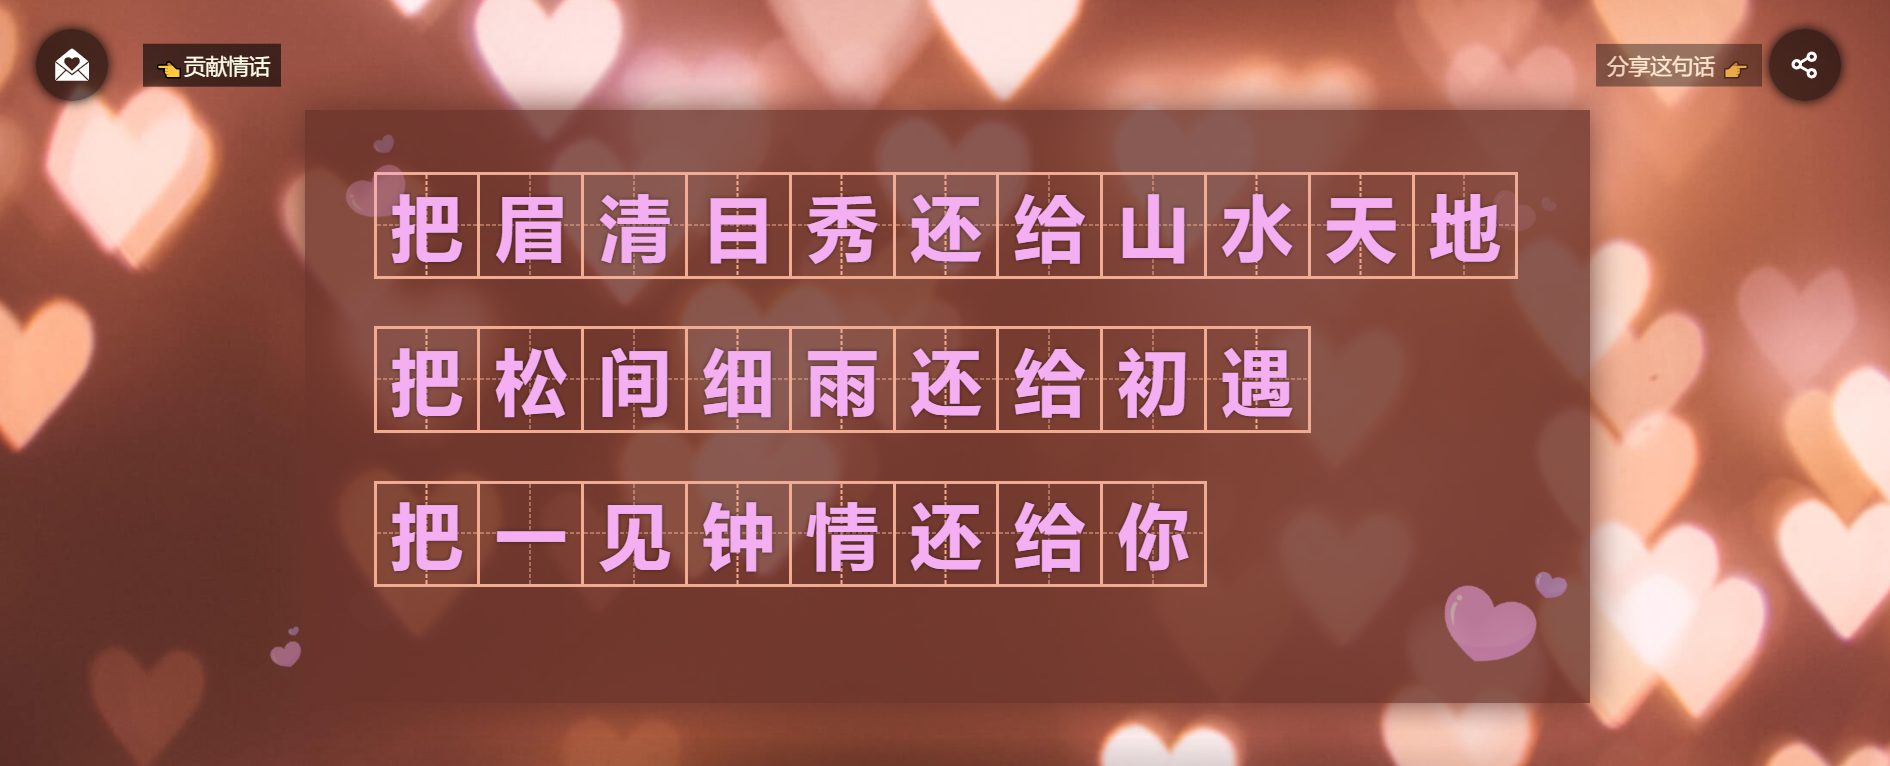 👈贡献情话
分享这句话👉
把眉清目秀还给山水天地
把松间细雨还给初遇
把一见钟情还给你